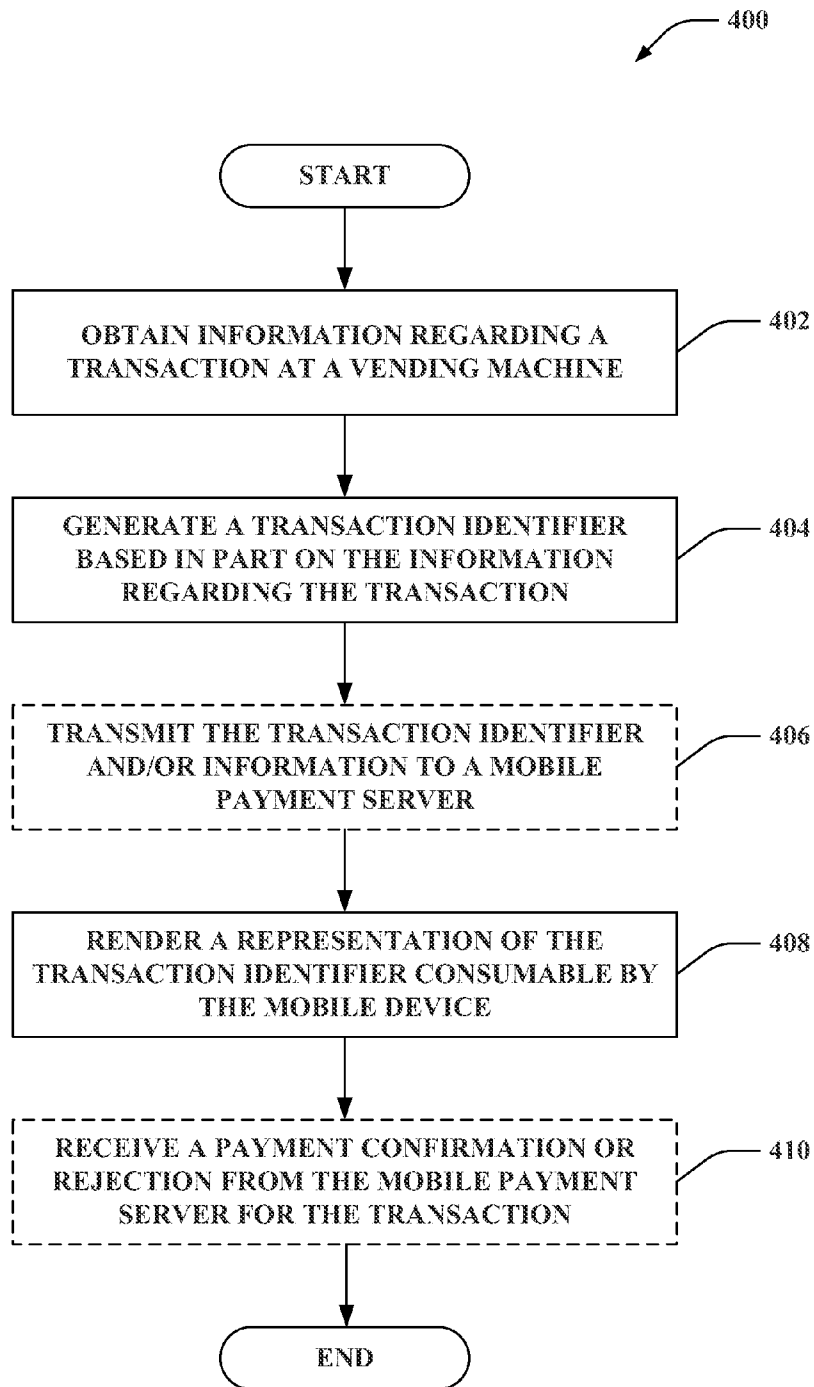 400
START
OBTAIN INFORMATION REGARDING A
TRANSACTION AT A VENDING MACHINE
402
GENERATE A TRANSACTION IDENTIFIER
BASED IN PART ON THE INFORMATION
REGARDING THE TRANSACTION
404
TRANSMIT THE TRANSACTION IDENTIFIER
AND/OR INFORMATION TO A MOBILE
PAYMENT SERVER
406
RENDER A REPRESENTATION OF THE
TRANSACTION IDENTIFIER CONSUMABLE BY
THE MOBILE DEVICE
408
RECEIVE A PAYMENT CONFIRMATION OR
REJECTION FROM THE MOBILE PAYMENT
SERVER FOR THE TRANSACTION
410
END